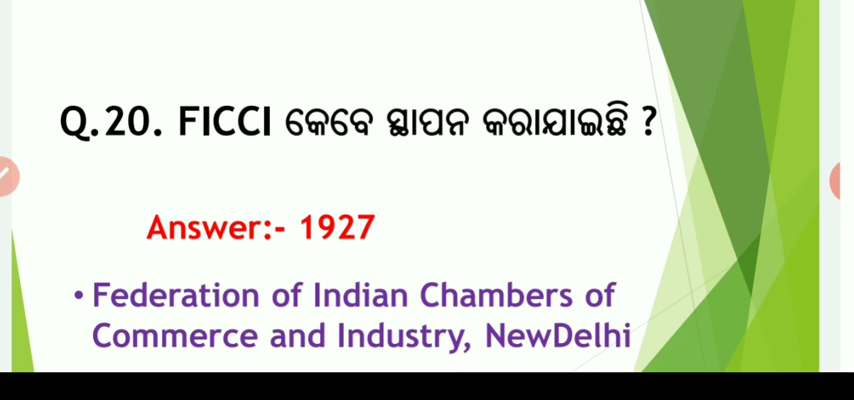 Q.20. FICCI କେବେ ସ୍ଥାପନ କରାଯାଇଛି ?
Answer:- 1927
• Federation of Indian Chambers of
Commerce and Industry, NewDelhi